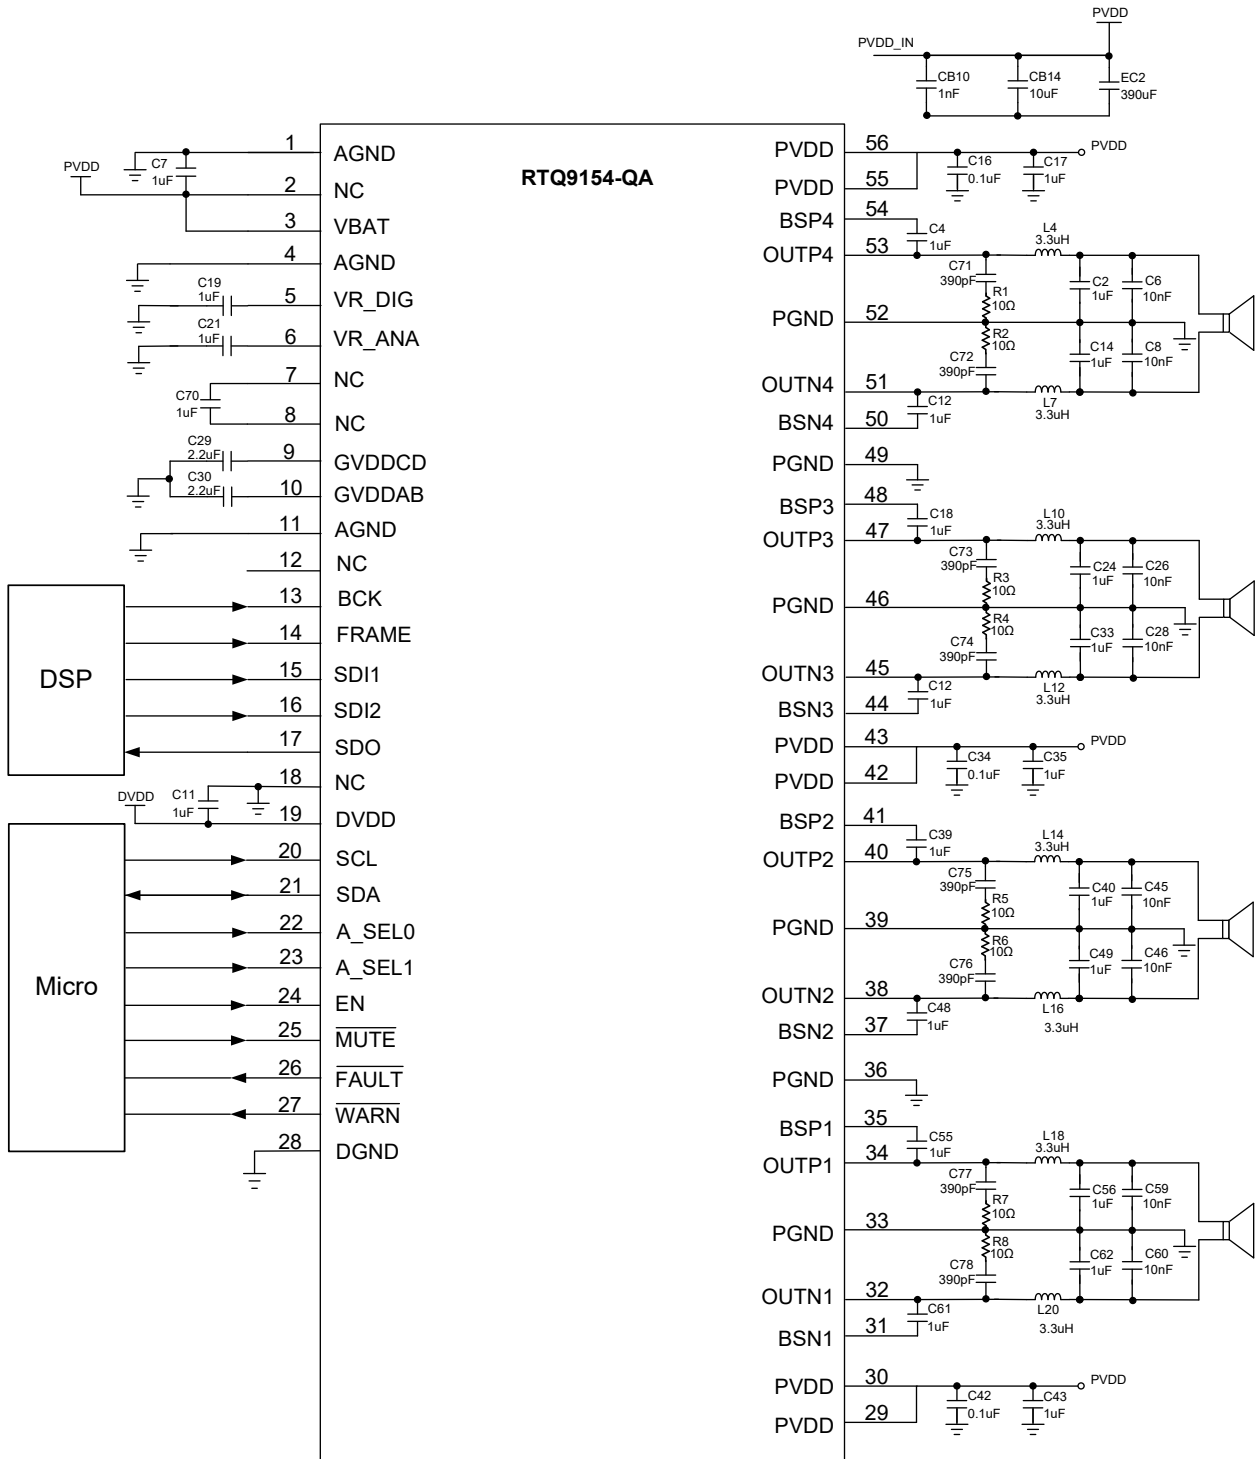 PVDD
PVDD_IN
CB10
1nF
CB14
10uF
EC2
390uF
RTQ9154-QA
1
AGND
C7
1uF
PVDD
2
NC
3
VBAT
4
AGND
C19
1uF
5
VR_DIG
C21
1uF
6
VR_ANA
7
NC
C70
1uF
8
NC
C29
2.2uF
9
GVDDCD
C30
2.2uF
10
GVDDAB
11
AGND
12
NC
DSP
13
BCK
14
FRAME
15
SDI1
16
SDI2
17
SDO
18
NC
DVDD
C11
1uF
19
DVDD
Micro
20
SCL
21
SDA
22
A_SEL0
23
A_SEL1
24
EN
25
MUTE
26
FAULT
27
WARN
28
DGND
PVDD
56
PVDD
C16
0.1uF
C17
1uF
PVDD
55
BSP4
54
C4
1uF
OUTP4
53
L4
3.3uH
C71
390pF
R1
10Ω
C2
1uF
C6
10nF
PGND
52
R2
10Ω
C72
390pF
C14
1uF
C8
10nF
OUTN4
51
L7
3.3uH
C12
1uF
BSN4
50
PGND
49
BSP3
48
C18
1uF
OUTP3
47
L10
3.3uH
C73
390pF
R3
10Ω
C24
1uF
C26
10nF
PGND
46
R4
10Ω
C74
390pF
C33
1uF
C28
10nF
OUTN3
45
L12
3.3uH
C12
1uF
BSN3
44
PVDD
43
PVDD
C34
0.1uF
C35
1uF
PVDD
42
BSP2
41
C39
1uF
OUTP2
40
L14
3.3uH
C75
390pF
R5
10Ω
C40
1uF
C45
10nF
PGND
39
R6
10Ω
C76
390pF
C49
1uF
C46
10nF
OUTN2
38
L16
3.3uH
C48
1uF
BSN2
37
PGND
36
BSP1
35
C55
1uF
OUTP1
34
L18
3.3uH
C77
390pF
R7
10Ω
C56
1uF
C59
10nF
PGND
33
R8
10Ω
C78
390pF
C62
1uF
C60
10nF
OUTN1
32
L20
3.3uH
C61
1uF
BSN1
31
PVDD
30
PVDD
C42
0.1uF
C43
1uF
PVDD
29